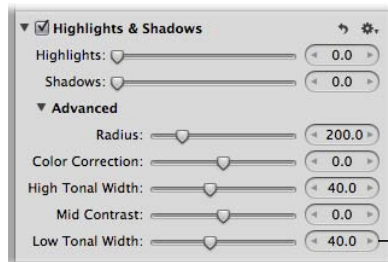 Highlights & Shadows
Highlights: 0.0
Shadows: 0.0
Advanced
Radius: 200.0
Color Correction: 0.0
High Tonal Width: 40.0
Mid Contrast: 0.0
Low Tonal Width: 40.0